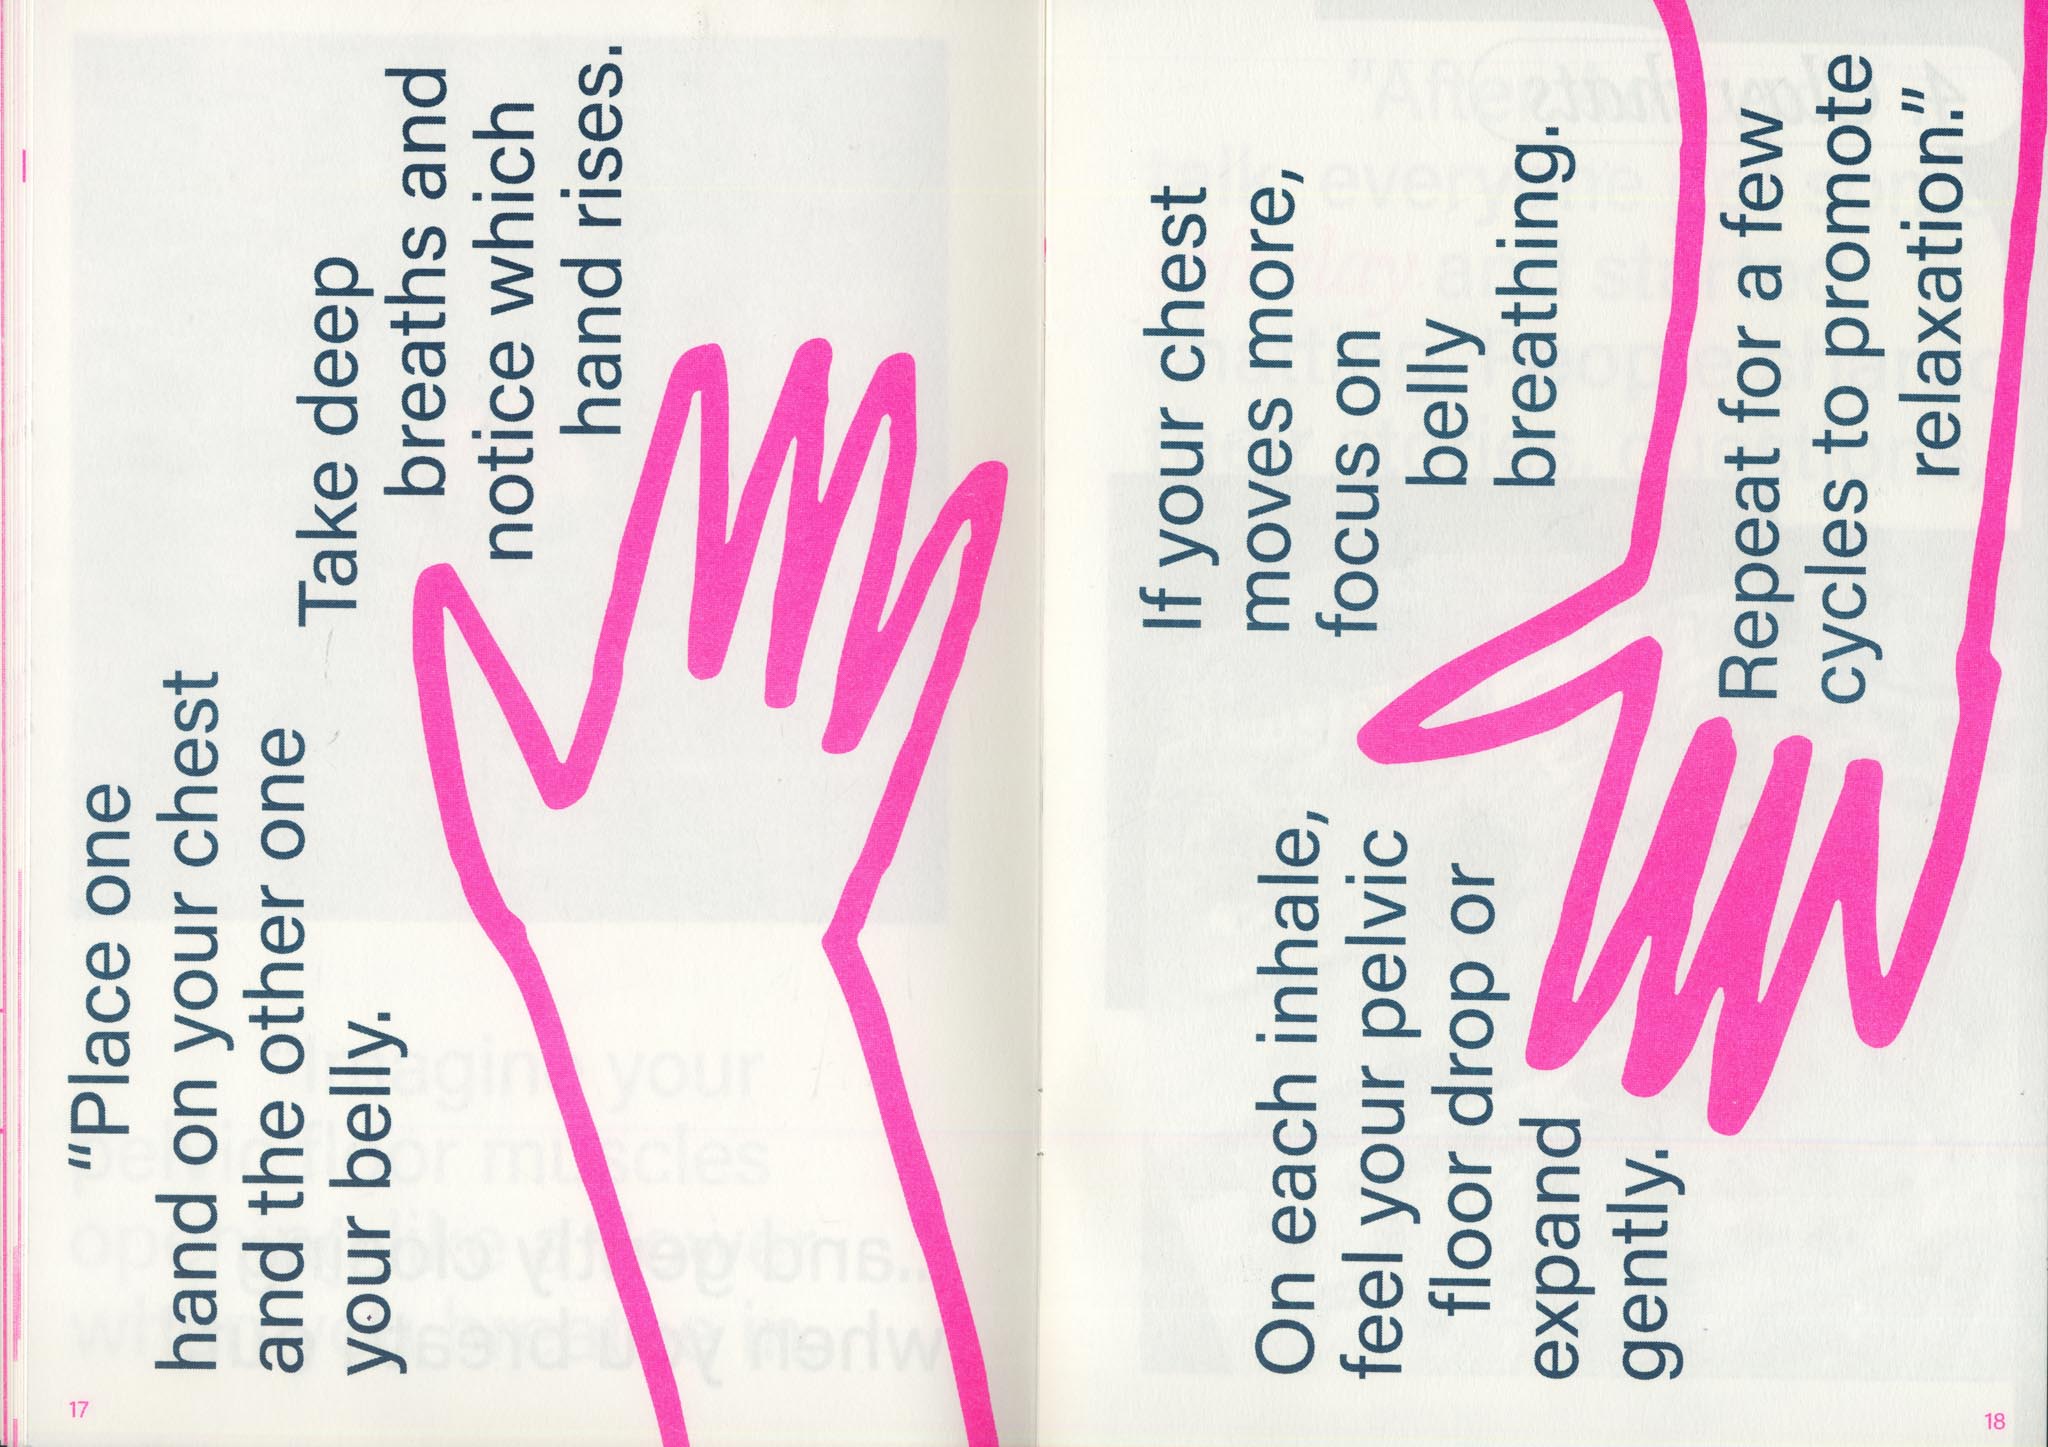 “Place one
hand on your chest
and the other one
your belly.
Take deep
breaths and
notice which
hand rises.
17
If your chest
moves more,
focus on
belly
breathing.
On each inhale,
feel your pelvic
floor drop or
expand
gently.
Repeat for a few
cycles to promote
relaxation.”
18